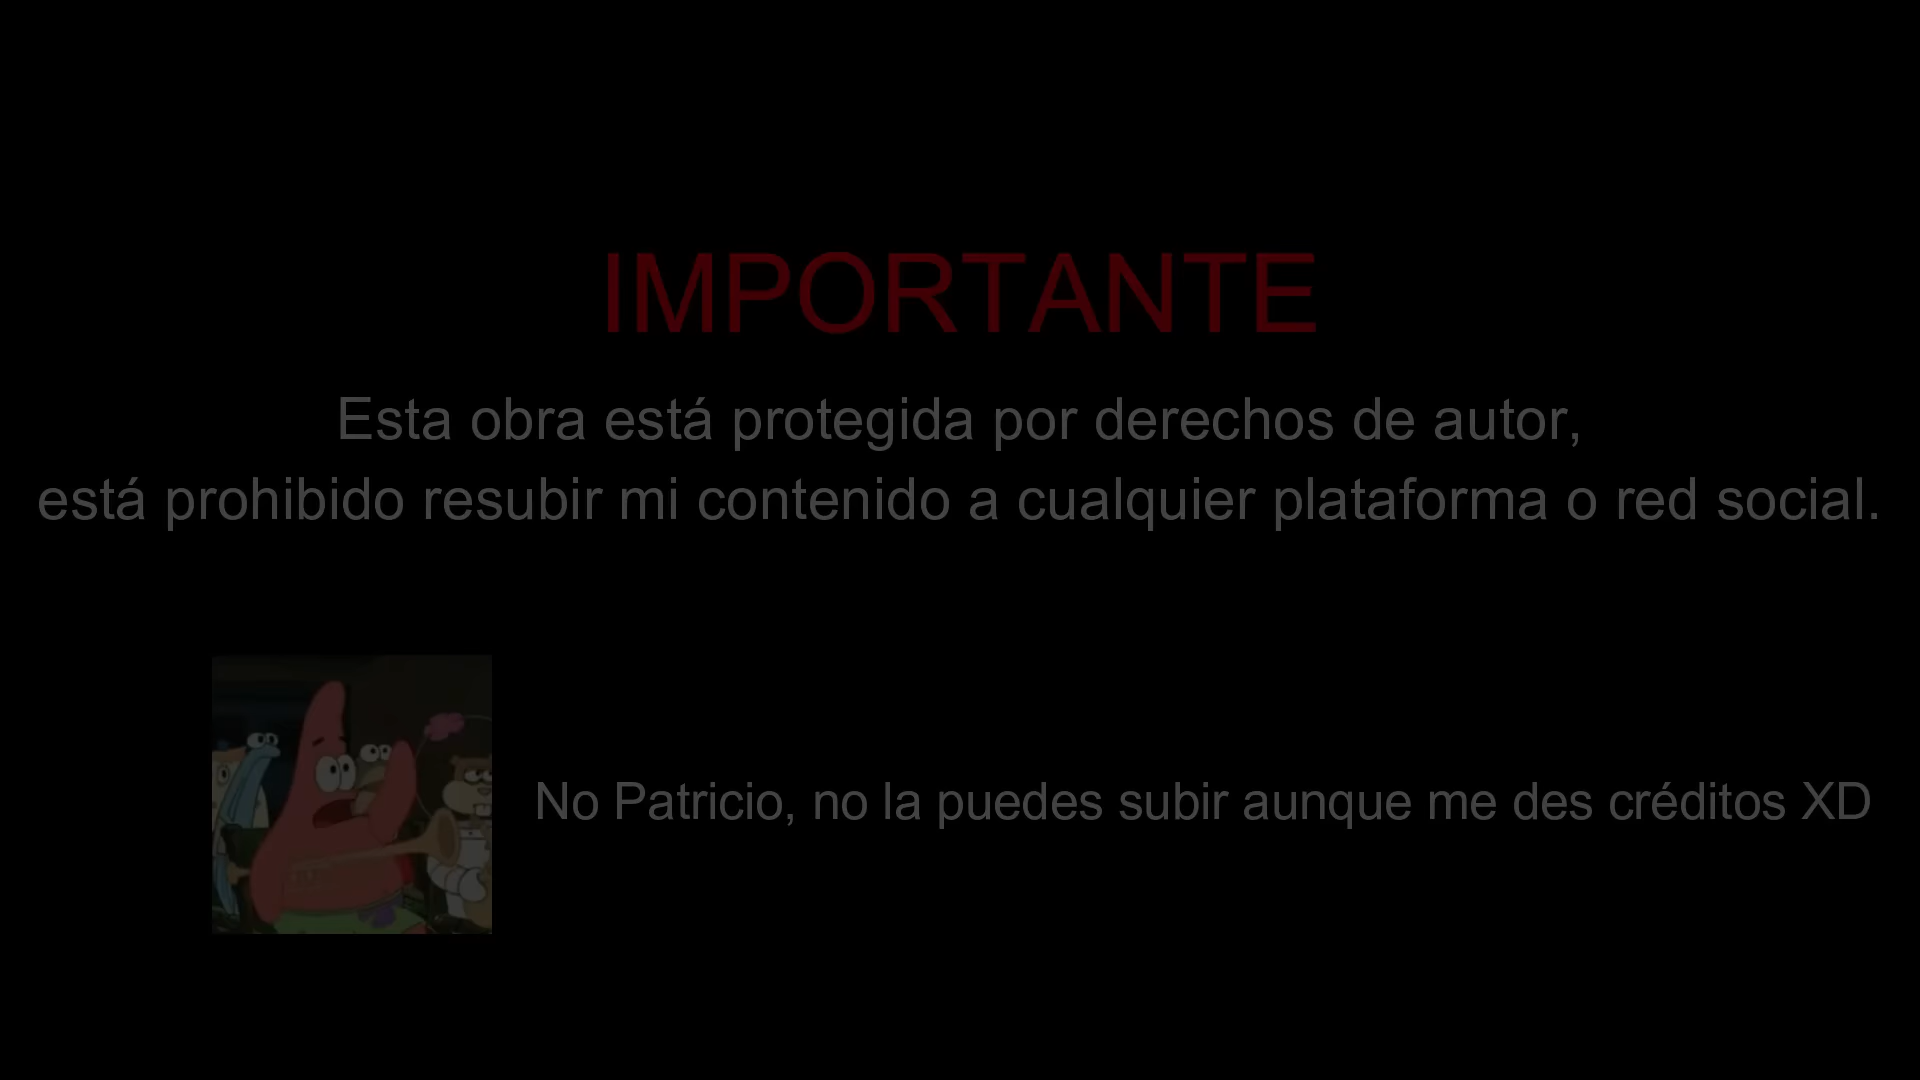 IMPORTANTE
Esta obra está protegida por derechos de autor,
está prohibido resubir mi contenido a cualquier plataforma o red social.
No Patricio, no la puedes subir aunque me des créditos XD